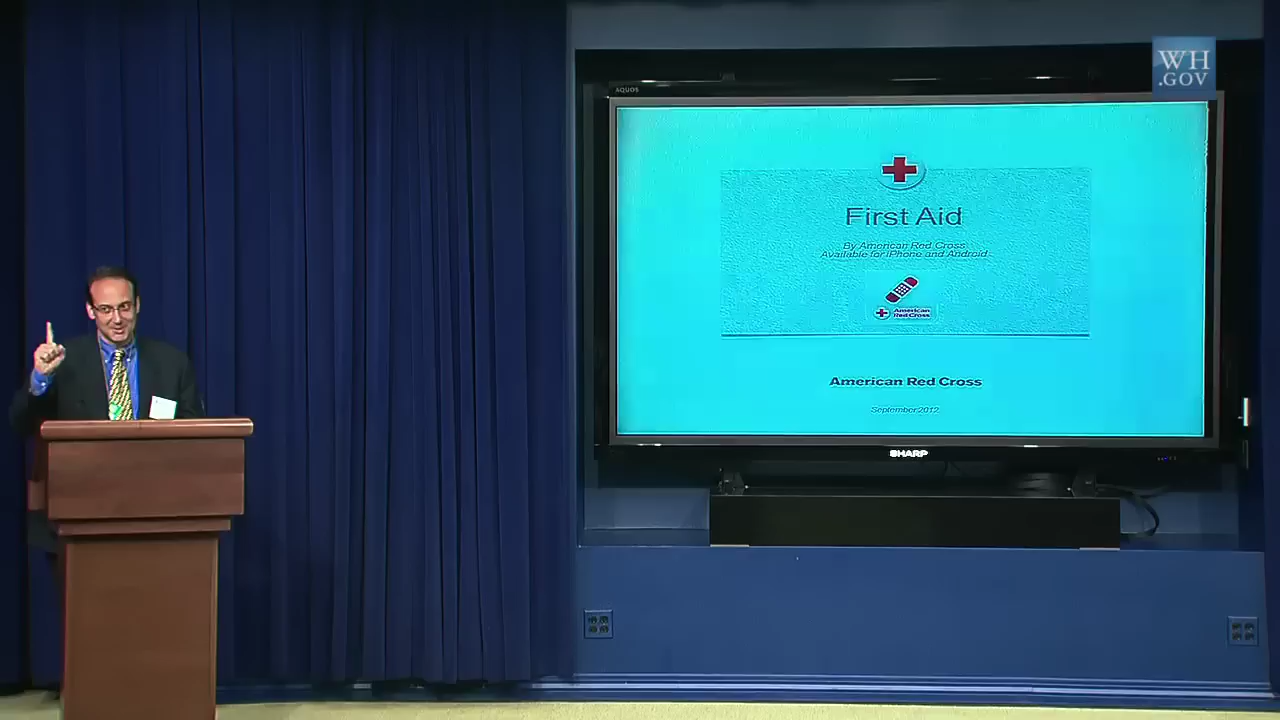 WH
.GOV
AQUOS
First Aid
By American Red Cross
Available for iPhone and Android
American
Red Cross
American Red Cross
September 2012
SHARP